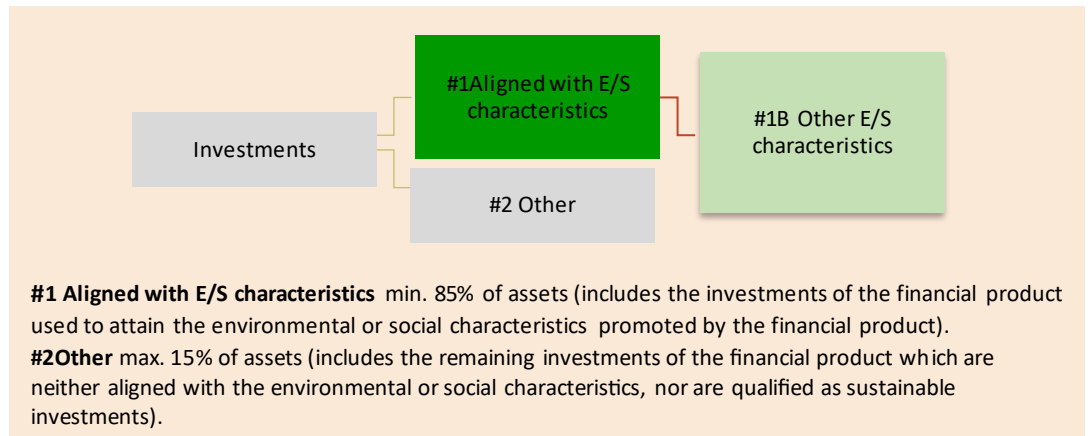 #1Aligned with E/S
characteristics
#1B Other E/S
characteristics
Investments
#2 Other
#1 Aligned with E/S characteristics min. 85% of assets (includes the investments of the financial product
used to attain the environmental or social characteristics promoted by the financial product).
#2Other max. 15% of assets (includes the remaining investments of the financial product which are
neither aligned with the environmental or social characteristics, nor are qualified as sustainable
investments).